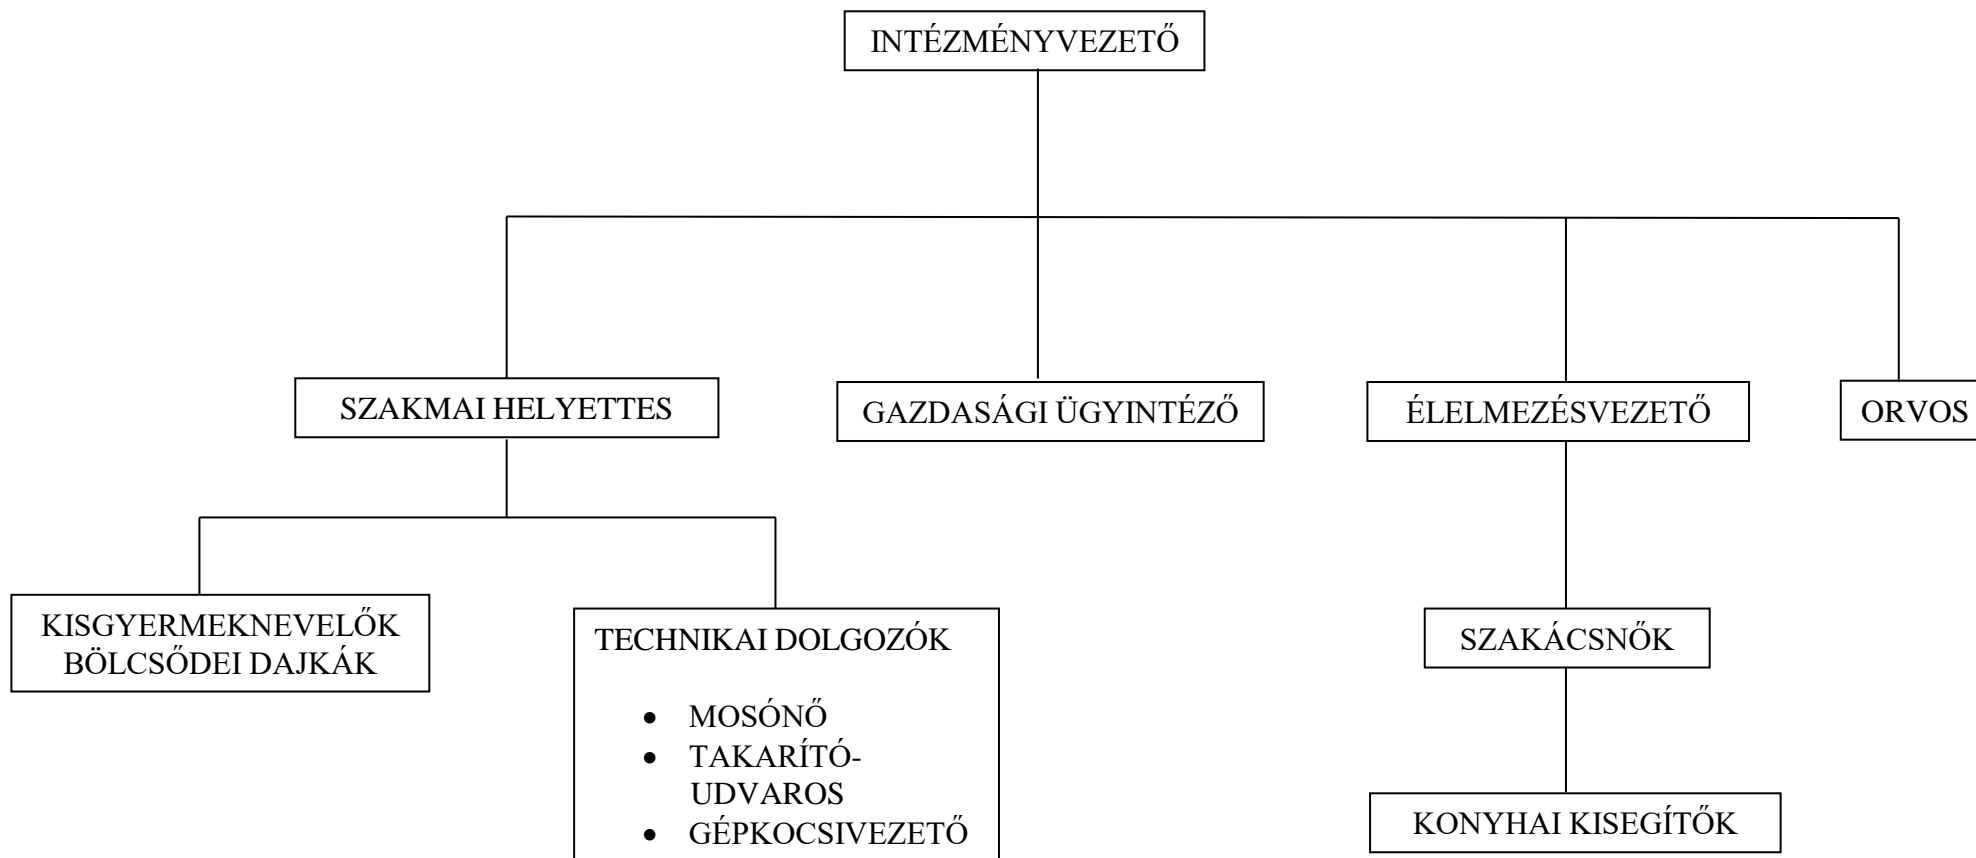 INTÉZMÉNYVEZETŐ
SZAKMAI HELYETTES
GAZDASÁGI ÜGYINTÉZŐ
ÉLELMEZÉSVEZETŐ
ORVOS
KISGYERMEKNEVELŐK
BÖLCSŐDEI DAJKÁK
TECHNIKAI DOLGOZÓK
• MOSÓNŐ
• TAKARÍTÓ-
UDVAROS
• GÉPKOCSIVEZETŐ
SZAKÁCSNŐK
KONYHAI KISEGÍTŐK